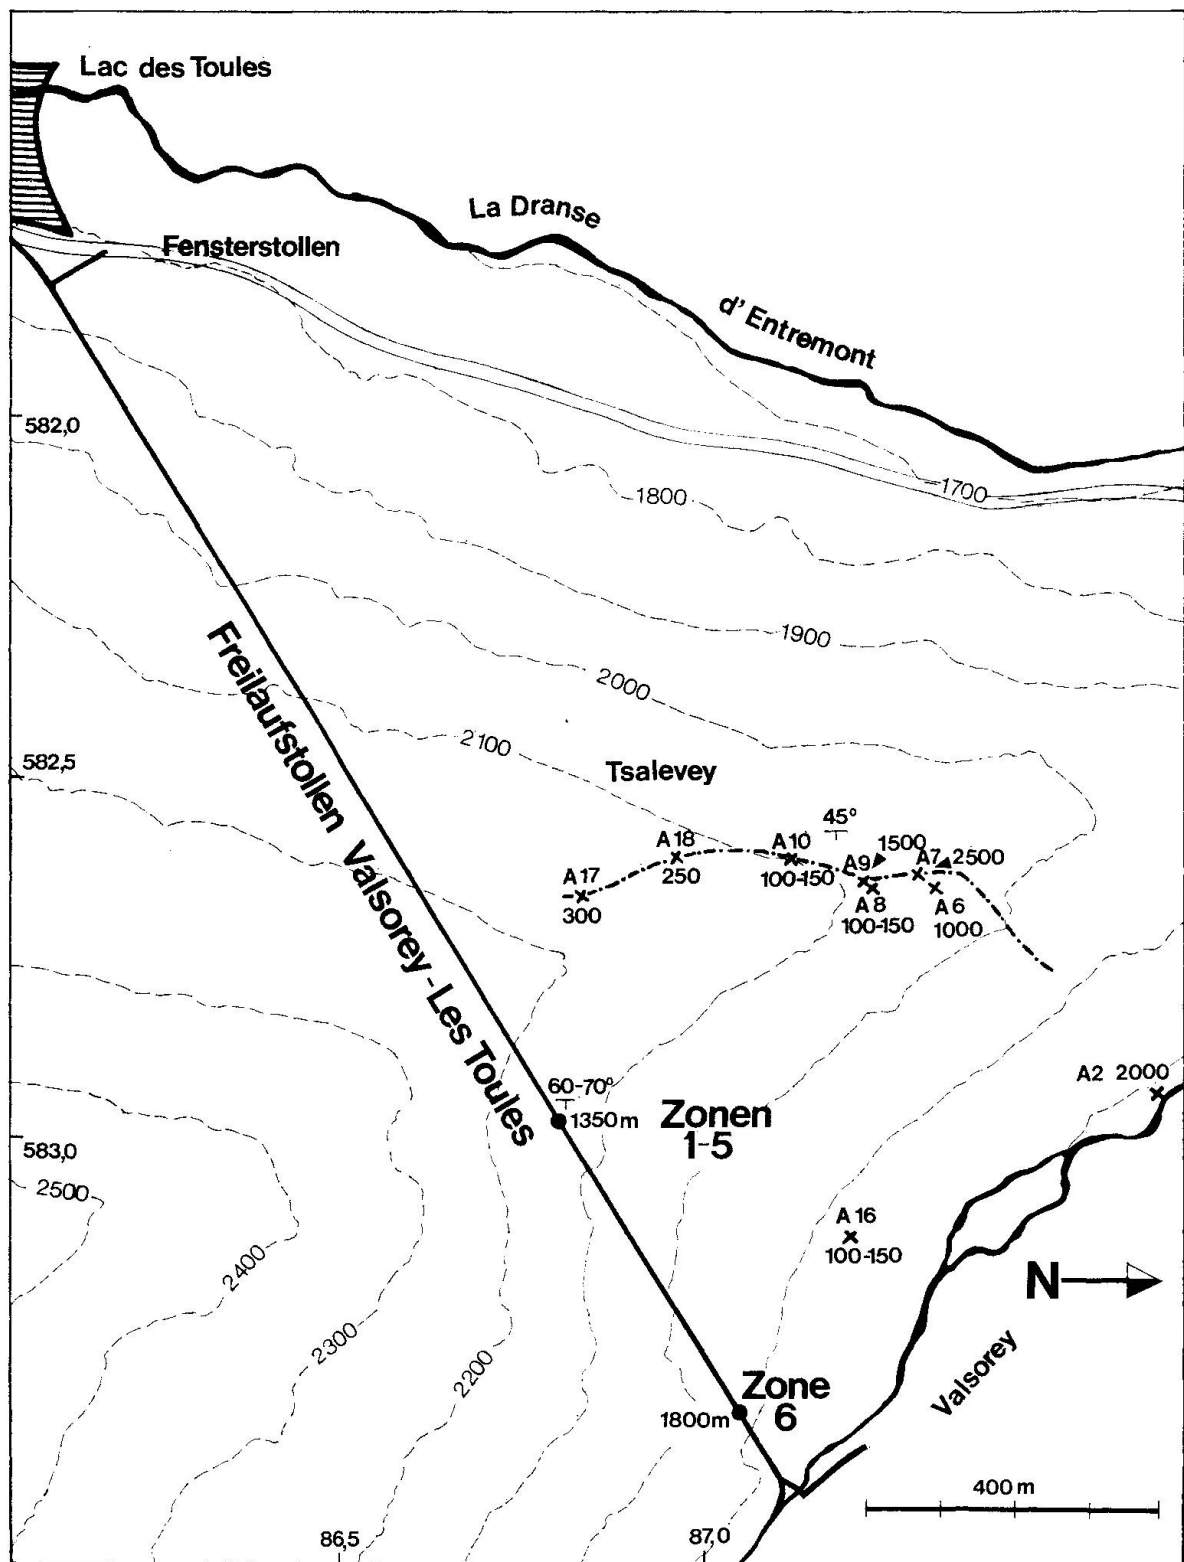 Lac des Toules
La Dranse
Fensterstollen
d' Entremont
582,0
1700
1800
1900
2000
2100
Freilaufstollen Valsorey-Les Toules
582,5
Tsalevey
45°
A 18
250
A 10
100-150
A 17
300
A9
1500
A7
2500
A 8
100-150
A 6
1000
A2 2000
60-70°
1350 m
Zonen
1-5
583,0
2500
A 16
100-150
2400
N
2300
2200
Valsorey
Zone
6
1800m
400 m
86,5
87,0